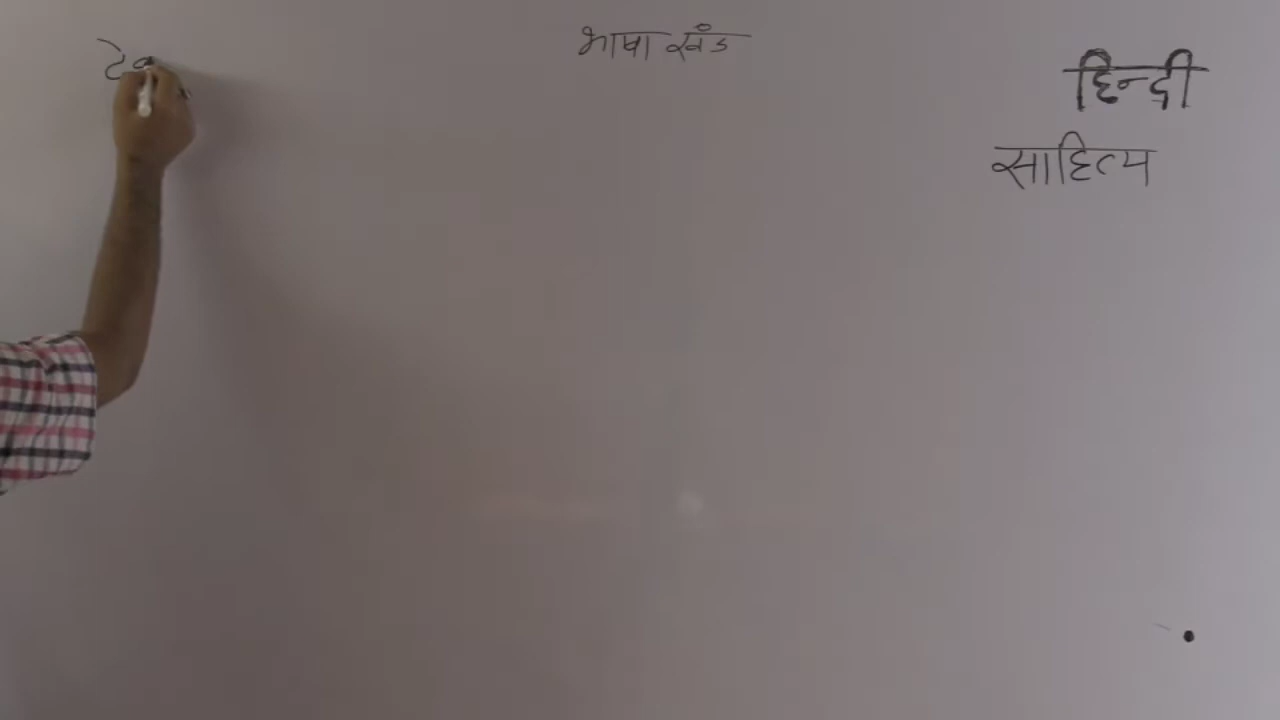 भाषा खंड
हिन्दी
साहित्य